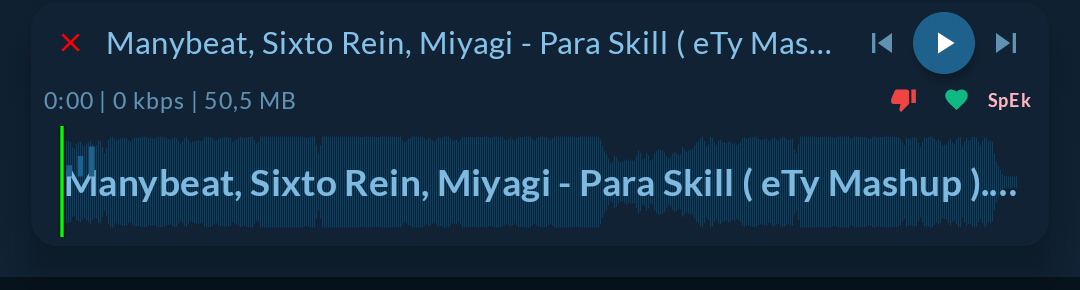 Manybeat, Sixto Rein, Miyagi - Para Skill ( eTy Mas...
0:00 | 0 kbps | 50,5 MB
SpEk
Manybeat, Sixto Rein, Miyagi - Para Skill ( eTy Mashup )....